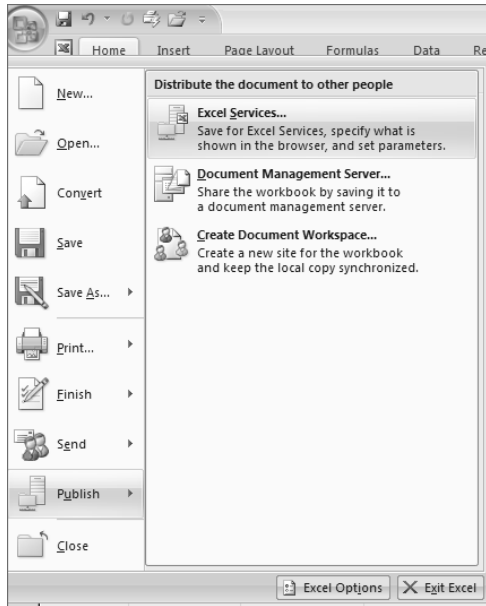 Home Insert Page Layout Formulas Data Re
New...
Open...
Convert
Save
Save As...
Print...
Finish
Send
Publish
Close
Distribute the document to other people
Excel Services...
Save for Excel Services, specify what is
shown in the browser, and set parameters.
Document Management Server...
Share the workbook by saving it to
a document management server.
Create Document Workspace...
Create a new site for the workbook
and keep the local copy synchronized.
Excel Options Exit Excel